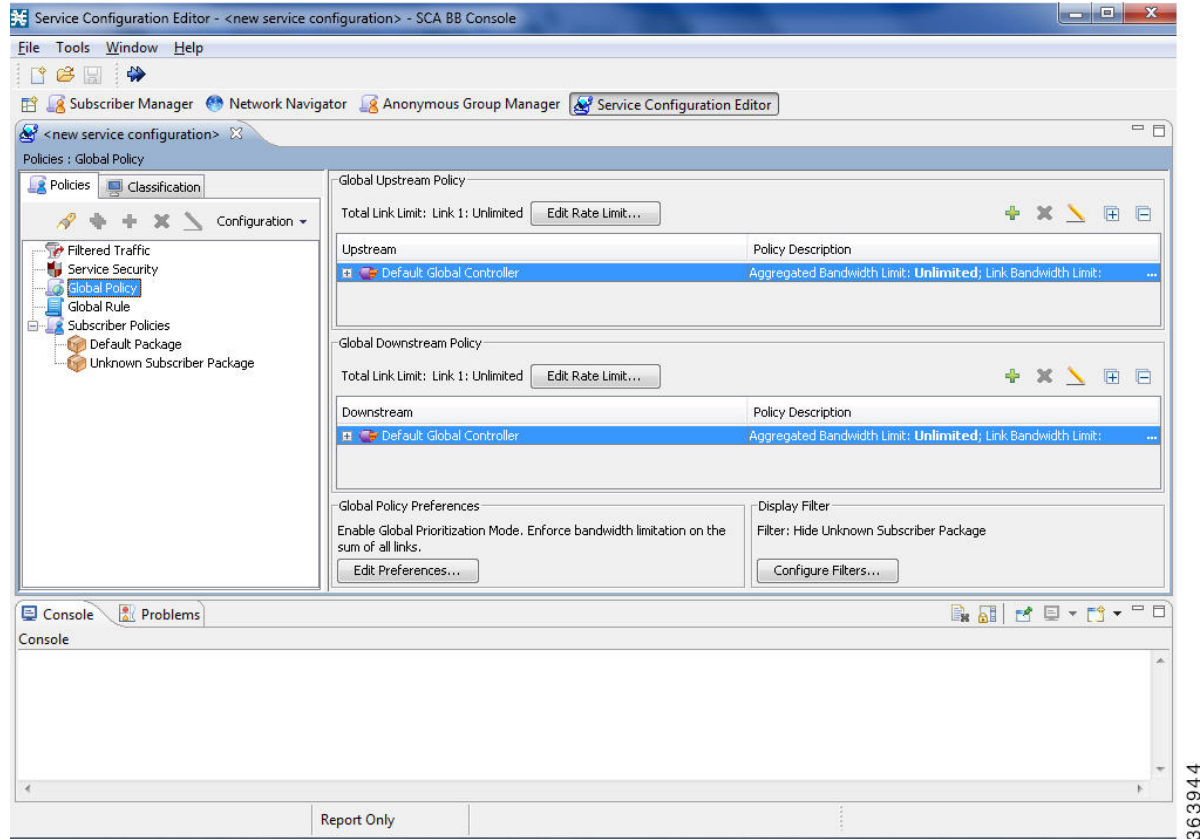 Service Configuration Editor - <new service configuration> - SCA BB Console
File Tools Window Help
Subscriber Manager Network Navigator Anonymous Group Manager Service Configuration Editor
<new service configuration>
Policies : Global Policy
Policies Classification
Configuration
Filtered Traffic
Service Security
Global Policy
Global Rule
Subscriber Policies
Default Package
Unknown Subscriber Package
Global Upstream Policy
Total Link Limit: Link 1: Unlimited Edit Rate Limit...
Upstream Policy Description
Default Global Controller Aggregated Bandwidth Limit: Unlimited; Link Bandwidth Limit: ...
Global Downstream Policy
Total Link Limit: Link 1: Unlimited Edit Rate Limit...
Downstream Policy Description
Default Global Controller Aggregated Bandwidth Limit: Unlimited; Link Bandwidth Limit: ...
Global Policy Preferences
Enable Global Prioritization Mode. Enforce bandwidth limitation on the
sum of all links.
Edit Preferences...
Display Filter
Filter: Hide Unknown Subscriber Package
Configure Filters...
Console Problems
Console
Report Only
363944